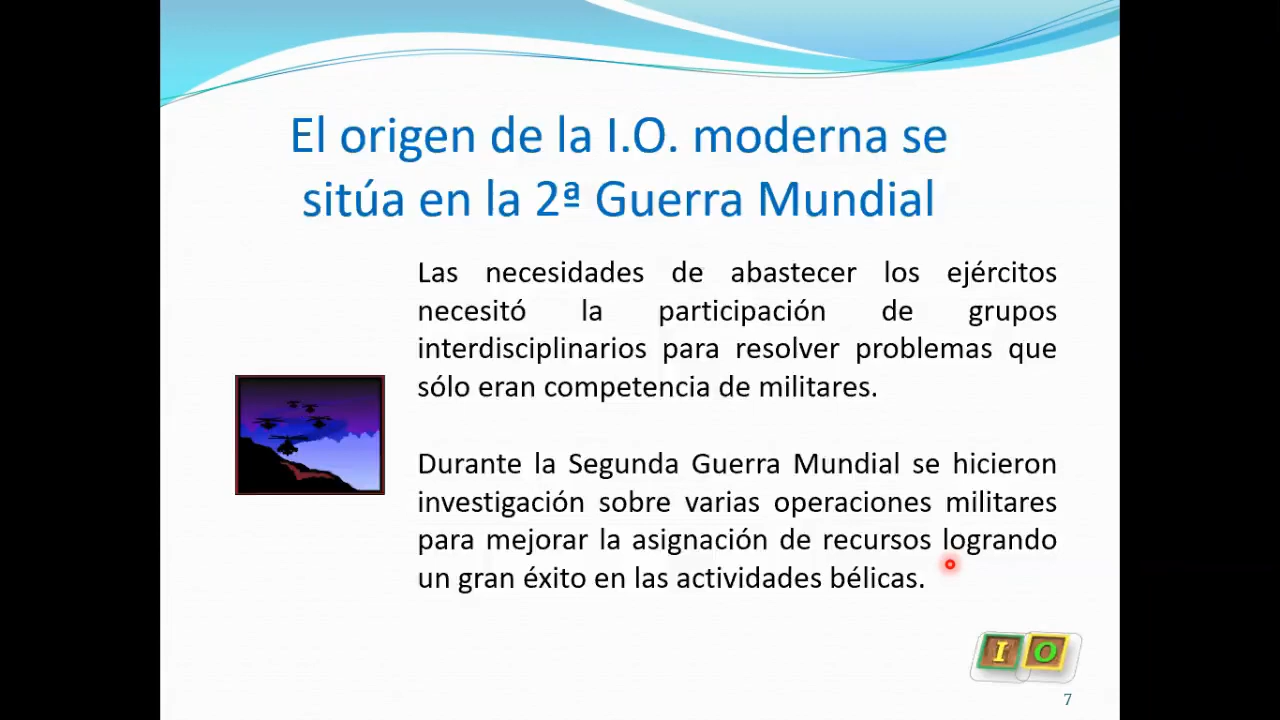 El origen de la I.O. moderna se
sitúa en la 2ª Guerra Mundial
Las necesidades de abastecer los ejércitos
necesitó la participación de grupos
interdisciplinarios para resolver problemas que
sólo eran competencia de militares.
Durante la Segunda Guerra Mundial se hicieron
investigación sobre varias operaciones militares
para mejorar la asignación de recursos logrando
un gran éxito en las actividades bélicas.
I O
7